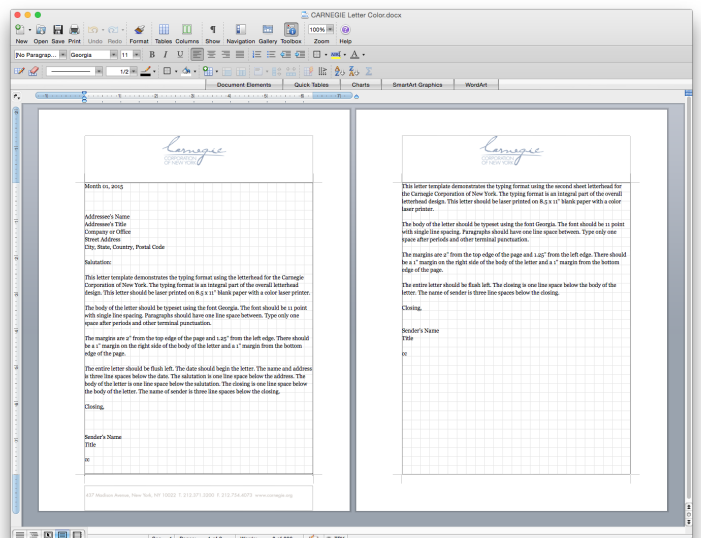 CARNEGIE Letter Color.docx
100%
New Open Save Print Undo Redo Format Tables Columns Show Navigation Gallery Toolbox Zoom Help
[No Paragrap... Georgia 11 B I U
1/2
Document Elements Quick Tables Charts SmartArt Graphics WordArt
Carnegie
CORPORATION
OF NEW YORK
Month 01, 2015
Addressee's Name
Addressee's Title
Company or Office
Street Address
City, State, Country, Postal Code
Salutation:
This letter template demonstrates the typing format using the letterhead for the Carnegie
Corporation of New York. The typing format is an integral part of the overall letterhead
design. This letter should be laser printed on 8.5 x 11" blank paper with a color laser printer.
The body of the letter should be typeset using the font Georgia. The font should be 11 point
with single line spacing. Paragraphs should have one line space between. Type only one
space after periods and other terminal punctuation.
The margins are 2" from the top edge of the page and 1.25" from the left edge. There should
be a 1" margin on the right side of the body of the letter and a 1" margin from the bottom
edge of the page.
The entire letter should be flush left. The date should begin the letter. The name and address
is three line spaces below the date. The salutation is one line space below the address. The
body of the letter is one line space below the salutation. The closing is one line space below
the body of the letter. The name of sender is three line spaces below the closing.
Closing,
Sender's Name
Title
cc
437 Madison Avenue, New York, NY 10022 T: 212.371.3200 F: 212.754.4073 www.carnegie.org
Carnegie
CORPORATION
OF NEW YORK
This letter template demonstrates the typing format using the second sheet letterhead for
the Carnegie Corporation of New York. The typing format is an integral part of the overall
letterhead design. This letter should be laser printed on 8.5 x 11" blank paper with a color
laser printer.
The body of the letter should be typeset using the font Georgia. The font should be 11 point
with single line spacing. Paragraphs should have one line space between. Type only one
space after periods and other terminal punctuation.
The margins are 2" from the top edge of the page and 1.25" from the left edge. There should
be a 1" margin on the right side of the body of the letter and a 1" margin from the bottom
edge of the page.
The entire letter should be flush left. The closing is one line space below the body of the
letter. The name of sender is three line spaces below the closing.
Closing,
Sender's Name
Title
cc